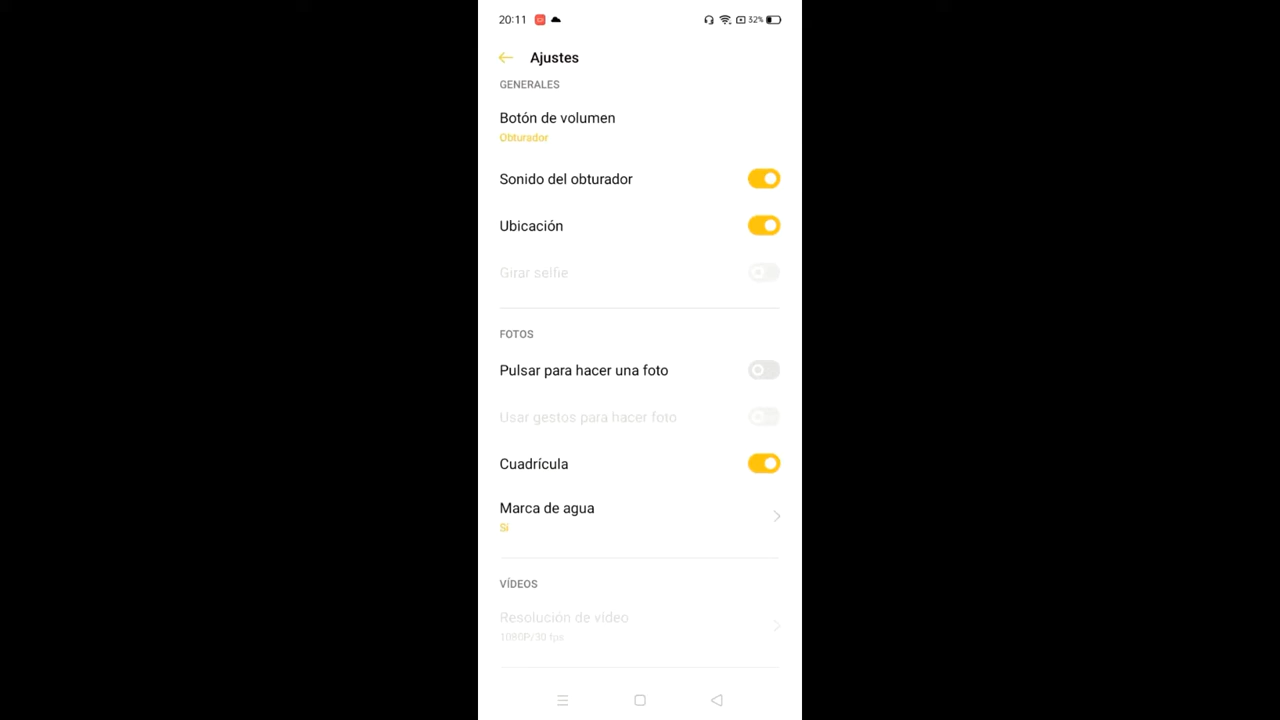 20:11 32%
Ajustes
GENERALES
Botón de volumen
Obturador
Sonido del obturador
Ubicación
Girar selfie
FOTOS
Pulsar para hacer una foto
Usar gestos para hacer foto
Cuadrícula
Marca de agua
Sí
VÍDEOS
Resolución de vídeo
1080P/30 fps